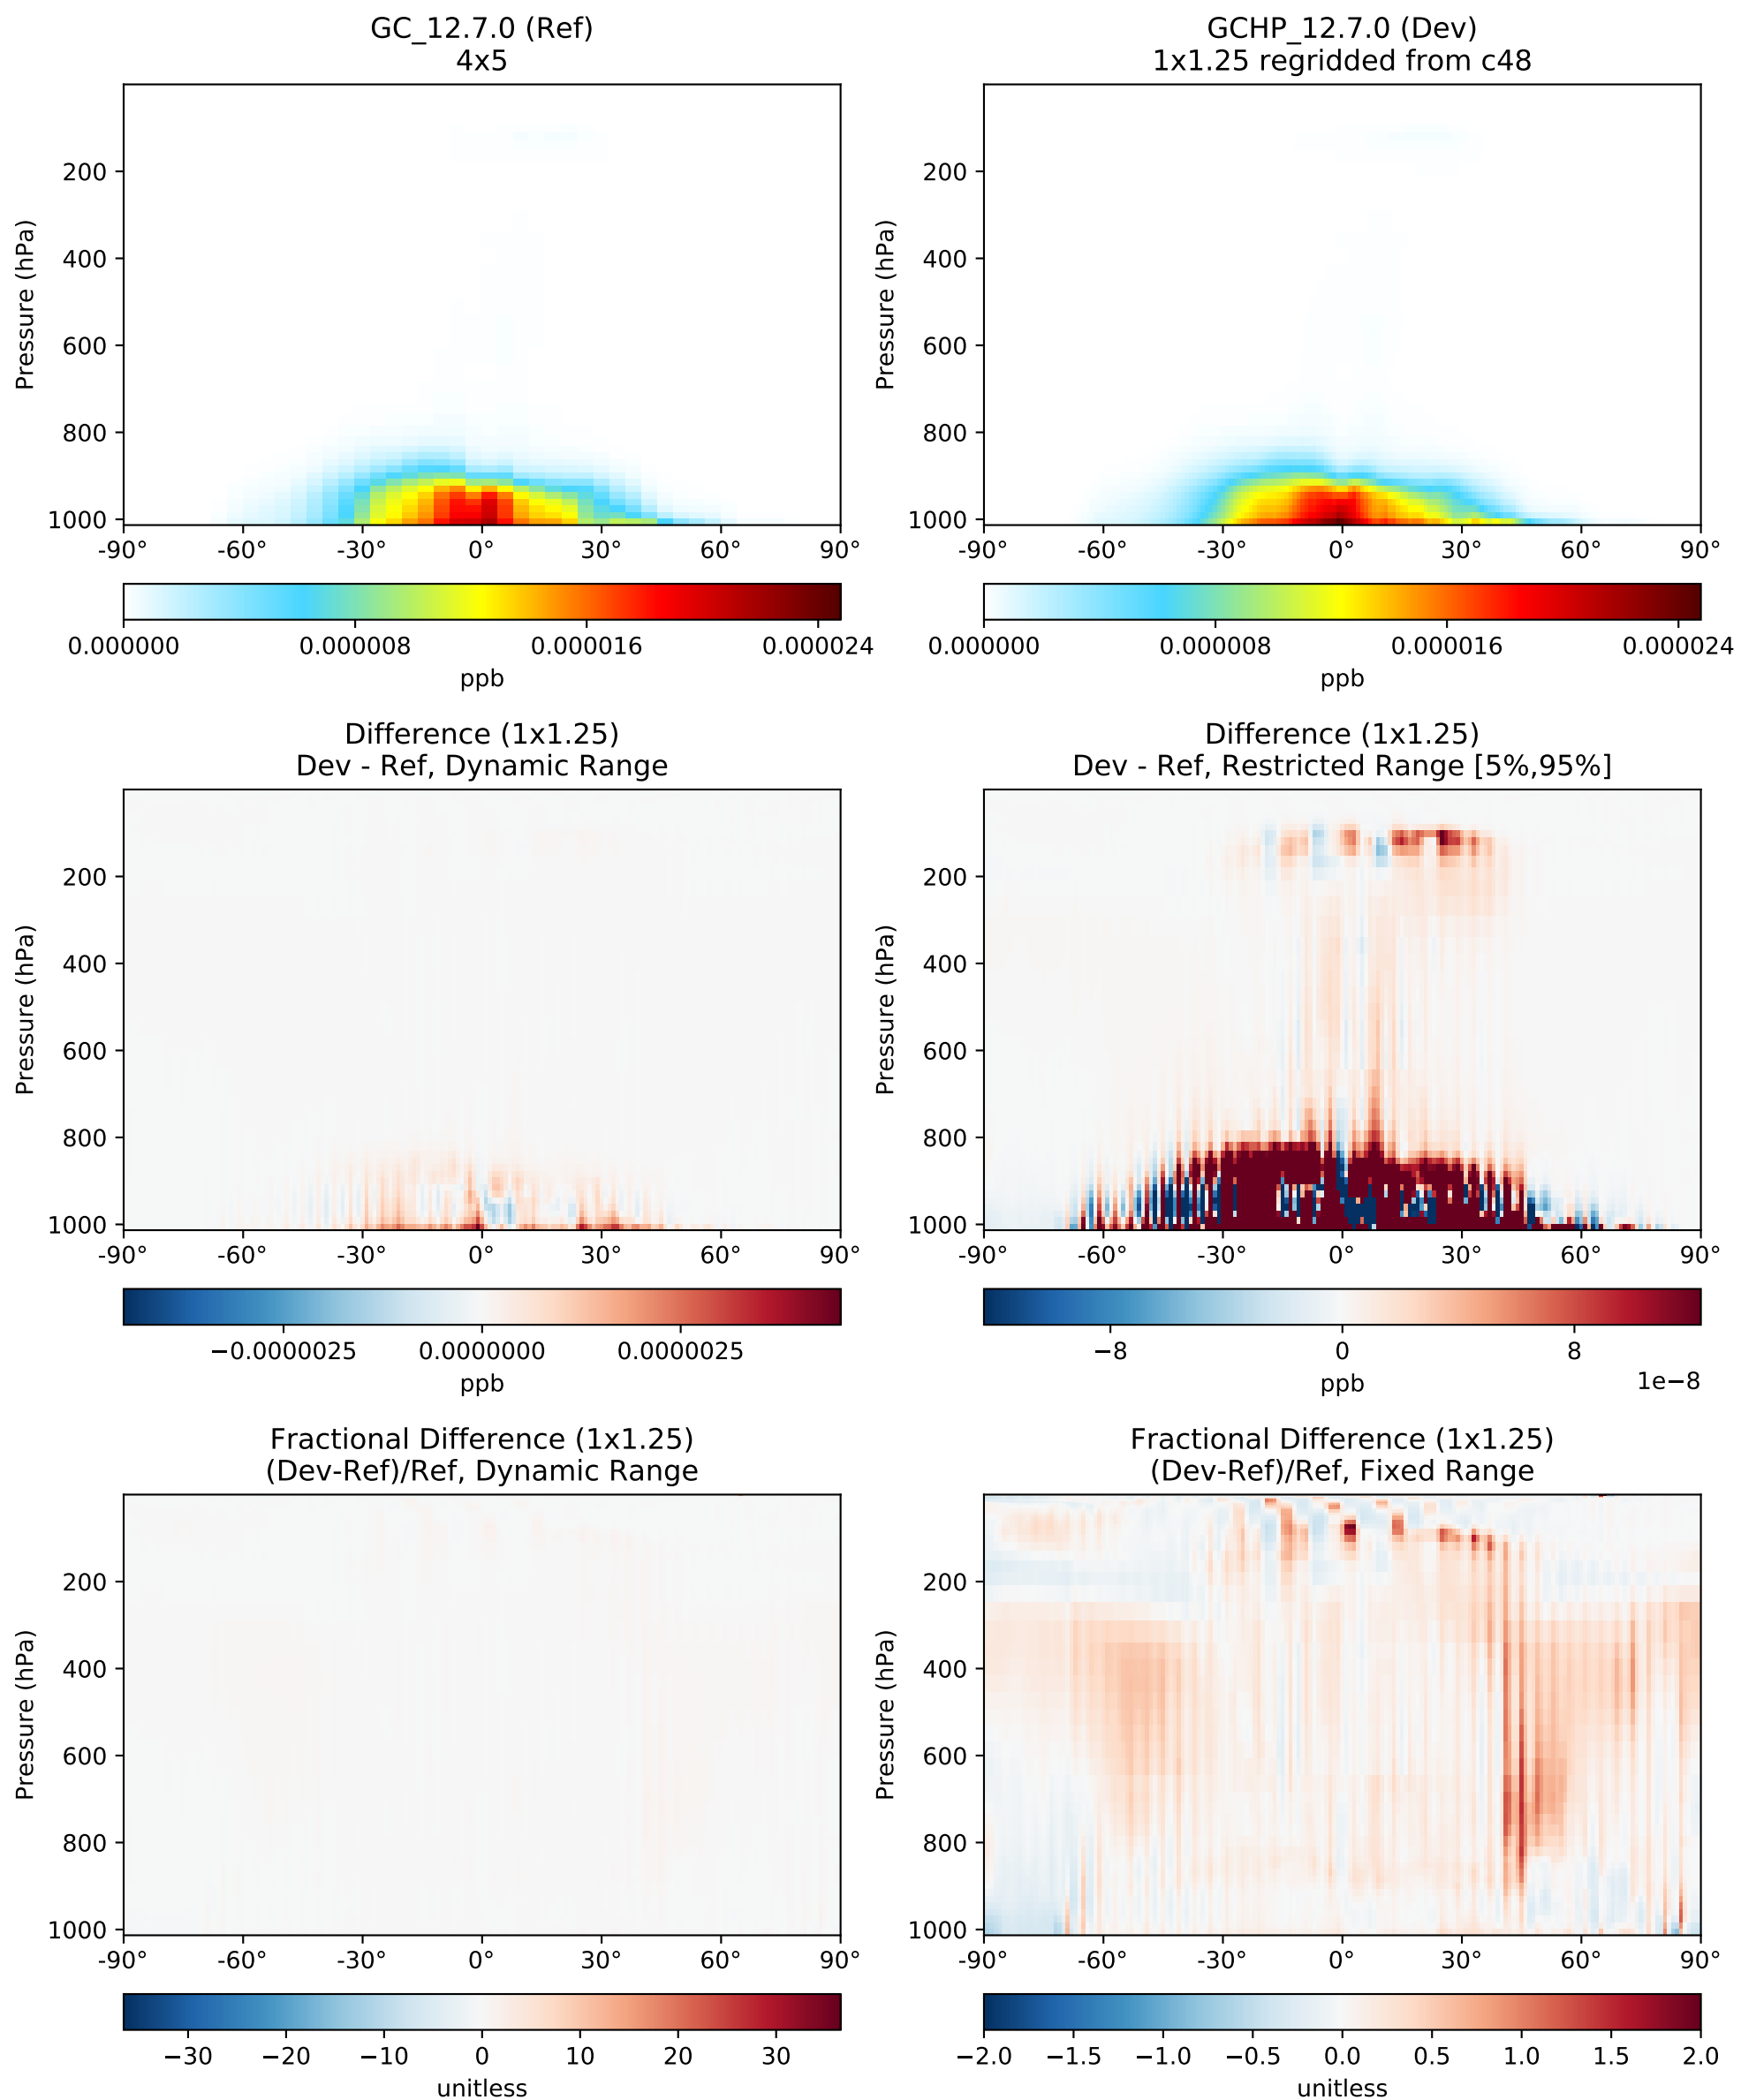 GC_12.7.0 (Ref)
4x5
Pressure (hPa)
200
400
600
800
1000
-90° -60° -30° 0° 30° 60° 90°
0.000000 0.000008 0.000016 0.000024
ppb
GCHP_12.7.0 (Dev)
1x1.25 regridded from c48
Pressure (hPa)
200
400
600
800
1000
-90° -60° -30° 0° 30° 60° 90°
0.000000 0.000008 0.000016 0.000024
ppb
Difference (1x1.25)
Dev - Ref, Dynamic Range
Pressure (hPa)
200
400
600
800
1000
-90° -60° -30° 0° 30° 60° 90°
−0.0000025 0.0000000 0.0000025
ppb
Difference (1x1.25)
Dev - Ref, Restricted Range [5%,95%]
Pressure (hPa)
200
400
600
800
1000
-90° -60° -30° 0° 30° 60° 90°
−8 0 8
ppb
1e−8
Fractional Difference (1x1.25)
(Dev-Ref)/Ref, Dynamic Range
Pressure (hPa)
200
400
600
800
1000
-90° -60° -30° 0° 30° 60° 90°
−30 −20 −10 0 10 20 30
unitless
Fractional Difference (1x1.25)
(Dev-Ref)/Ref, Fixed Range
Pressure (hPa)
200
400
600
800
1000
-90° -60° -30° 0° 30° 60° 90°
−2.0 −1.5 −1.0 −0.5 0.0 0.5 1.0 1.5 2.0
unitless